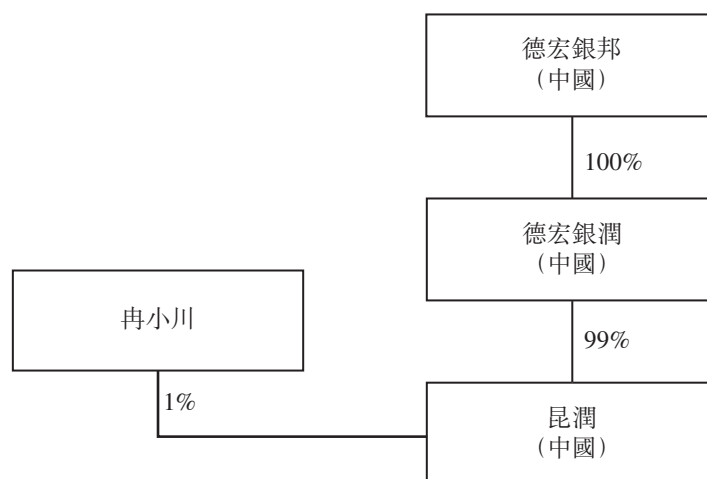 德宏銀邦
（中國）
100%
德宏銀潤
（中國）
冉小川
99%
1%
昆潤
（中國）